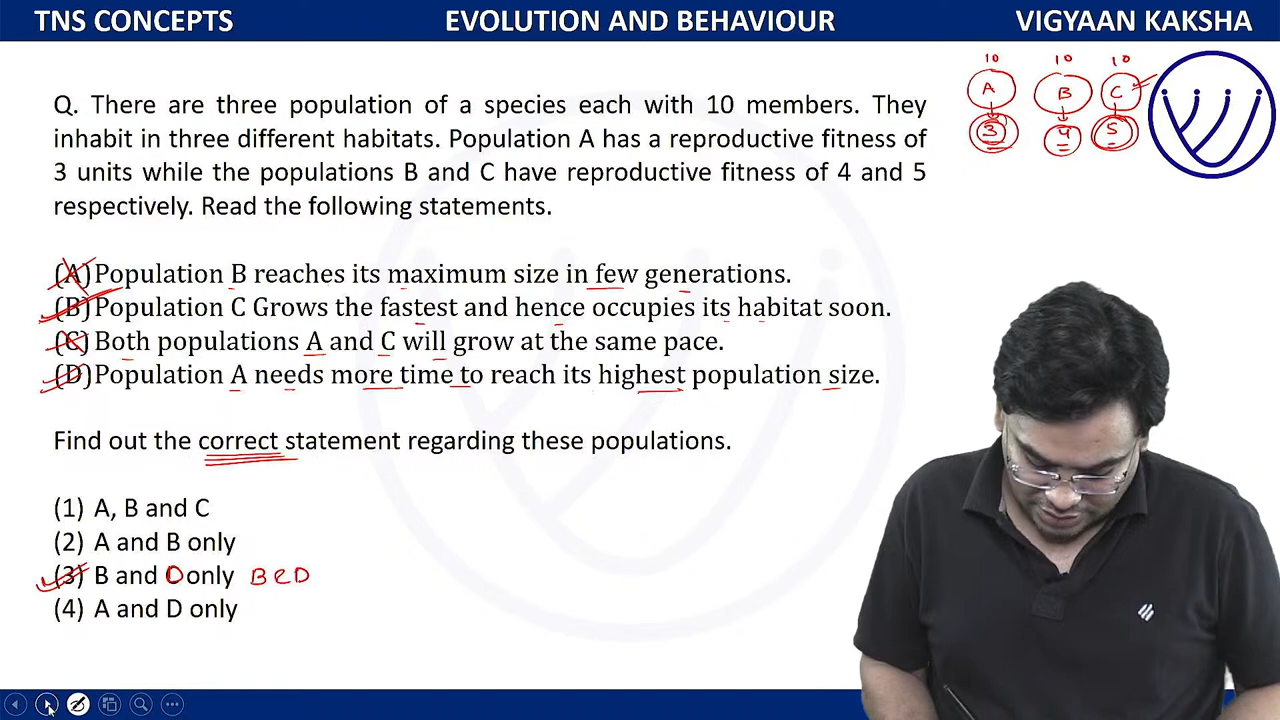 TNS CONCEPTS EVOLUTION AND BEHAVIOUR VIGYAAN KAKSHA
10 10 10
A B C
3 4 5
Q. There are three population of a species each with 10 members. They
inhabit in three different habitats. Population A has a reproductive fitness of
3 units while the populations B and C have reproductive fitness of 4 and 5
respectively. Read the following statements.
(A) Population B reaches its maximum size in few generations.
(B) Population C Grows the fastest and hence occupies its habitat soon.
(C) Both populations A and C will grow at the same pace.
(D) Population A needs more time to reach its highest population size.
Find out the correct statement regarding these populations.
(1) A, B and C
(2) A and B only
(3) B and D only B & D
(4) A and D only